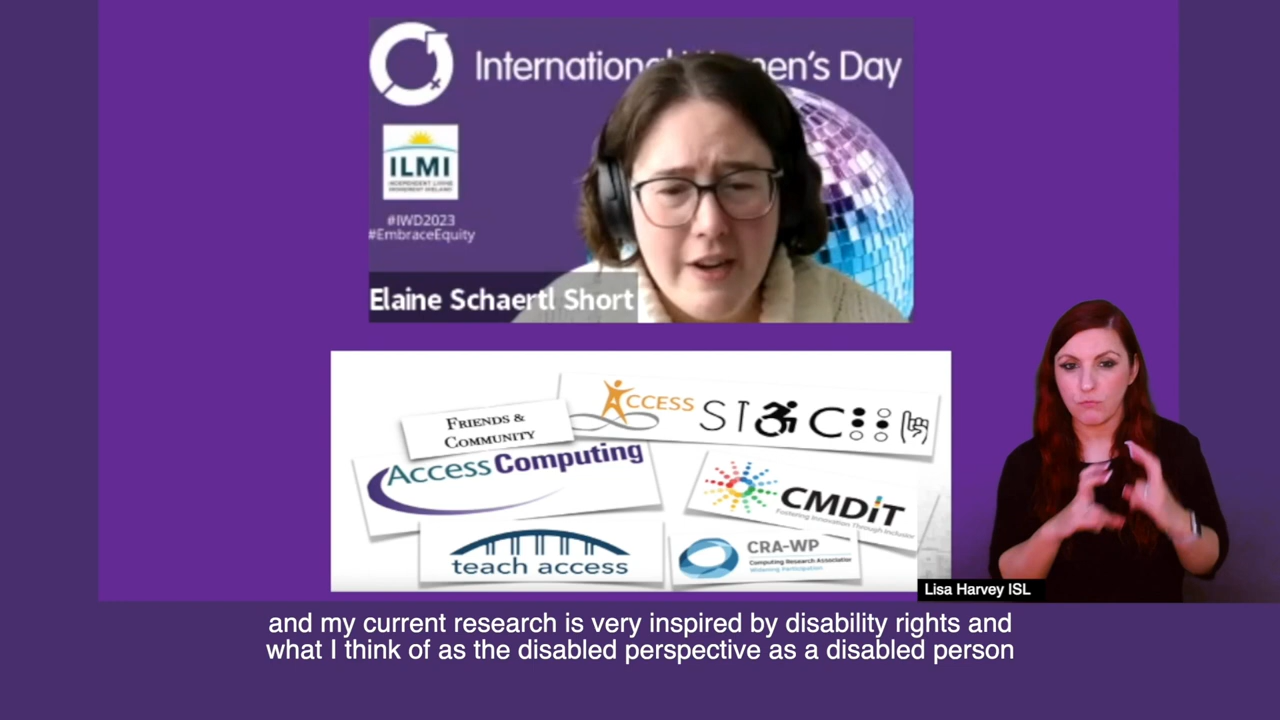 International Women's Day
ILMI
INDEPENDENT LIVING
MOVEMENT IRELAND
#IWD2023
#EmbraceEquity
Elaine Schaertl Short
ACCESS
FRIENDS &
COMMUNITY
AccessComputing
CMDiT
Fostering Innovation Through Inclusion
teach access
CRA-WP
Computing Research Association
Widening Participation
Lisa Harvey ISL
and my current research is very inspired by disability rights and
what I think of as the disabled perspective as a disabled person